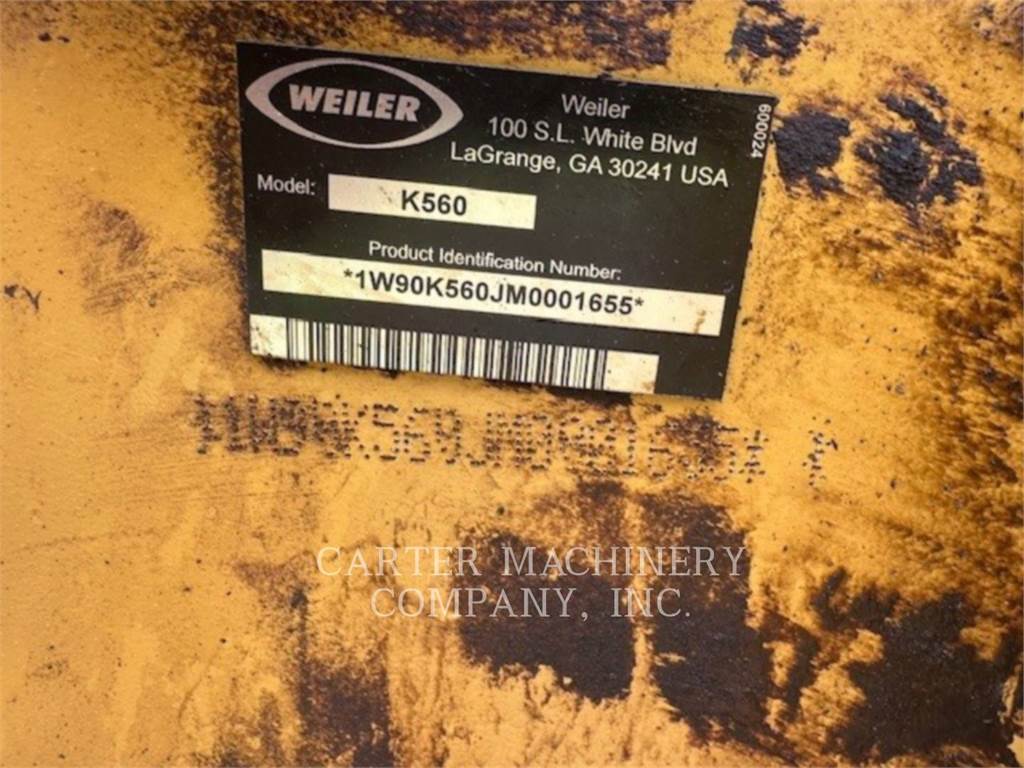 WEILER
Weiler
100 S.L. White Blvd
LaGrange, GA 30241 USA
600024
Model: K560
Product Identification Number:
*1W90K560JM0001655*
CARTER MACHINERY
COMPANY, INC.